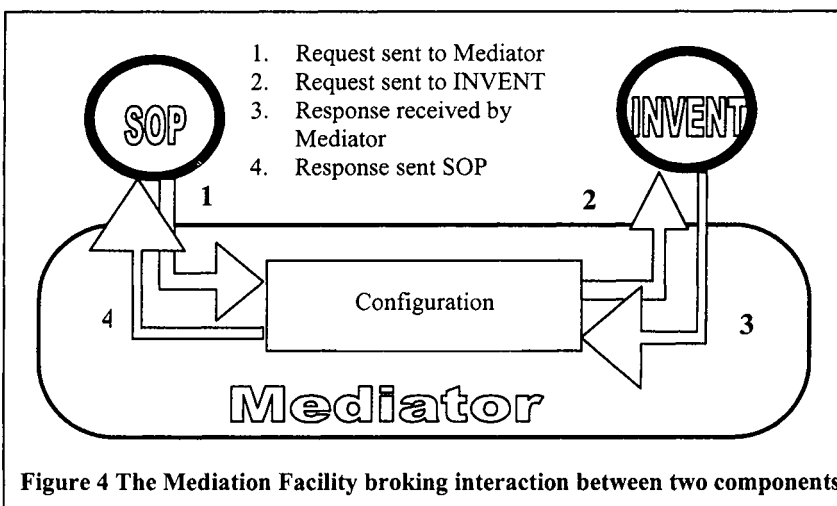 1. Request sent to Mediator
2. Request sent to INVENT
3. Response received by
Mediator
4. Response sent SOP
SOP
INVENT
1
2
Configuration
4
3
Mediator
Figure 4 The Mediation Facility broking interaction between two components